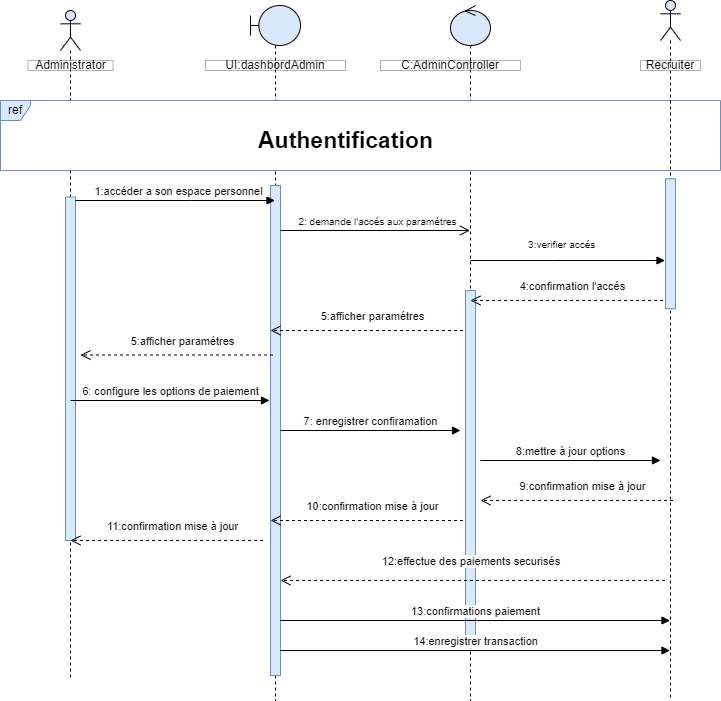 Administrator
UI:dashbordAdmin
C:AdminController
Recruiter
ref
Authentification
1:accéder a son espace personnel
2: demande l'accés aux paramétres
3:verifier accés
4:confirmation l'accés
5:afficher paramétres
5:afficher paramétres
6: configure les options de paiement
7: enregistrer confiramation
8:mettre à jour options
9:confirmation mise à jour
10:confirmation mise à jour
11:confirmation mise à jour
12:effectue des paiements securisés
13:confirmations paiement
14:enregistrer transaction